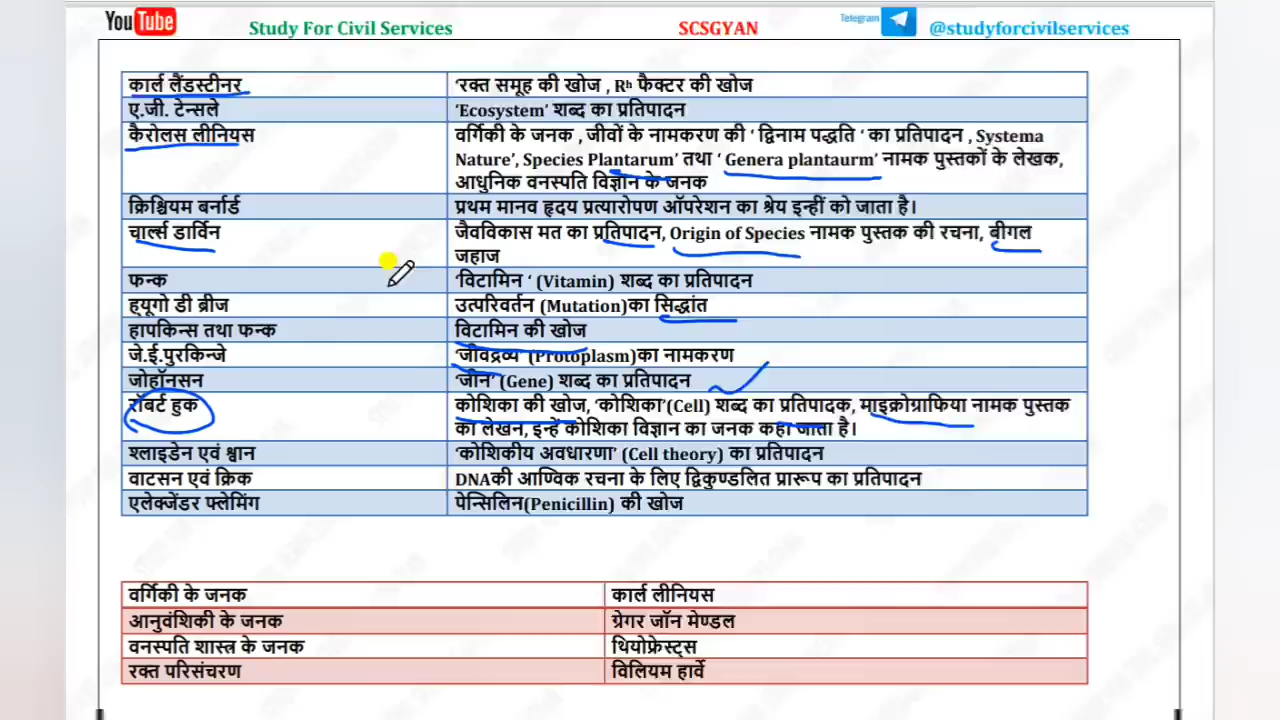 YouTube Study For Civil Services SCSGYAN Telegram @studyforcivilservices
कार्ल लैंडस्टीनर ‘रक्त समूह की खोज , Rʰ फैक्टर की खोज
ए.जी. टेन्सले ‘Ecosystem’ शब्द का प्रतिपादन
कैरोलस लीनियस वर्गिकी के जनक , जीवों के नामकरण की ‘ द्विनाम पद्धति ‘ का प्रतिपादन , Systema
Nature’, Species Plantarum’ तथा ‘ Genera plantaurm’ नामक पुस्तकों के लेखक,
आधुनिक वनस्पति विज्ञान के जनक
क्रिश्चियम बर्नार्ड प्रथम मानव हृदय प्रत्यारोपण ऑपरेशन का श्रेय इन्हीं को जाता है।
चार्ल्स डार्विन जैवविकास मत का प्रतिपादन, Origin of Species नामक पुस्तक की रचना, बीगल
जहाज
फन्क ‘विटामिन ‘ (Vitamin) शब्द का प्रतिपादन
ह्यूगो डी ब्रीज उत्परिवर्तन (Mutation)का सिद्धांत
हापकिन्स तथा फन्क विटामिन की खोज
जे.ई.पुरकिन्जे ‘जीवद्रव्य’ (Protoplasm)का नामकरण
जोहॉनसन ‘जीन’ (Gene) शब्द का प्रतिपादन
रॉबर्ट हुक कोशिका की खोज, ‘कोशिका’(Cell) शब्द का प्रतिपादक, माइक्रोग्राफिया नामक पुस्तक
का लेखन, इन्हें कोशिका विज्ञान का जनक कहा जाता है।
श्लाइडेन एवं श्वान ‘कोशिकीय अवधारणा’ (Cell theory) का प्रतिपादन
वाटसन एवं क्रिक DNAकी आण्विक रचना के लिए द्विकुण्डलित प्रारूप का प्रतिपादन
एलेक्जेंडर फ्लेमिंग पेन्सिलिन(Penicillin) की खोज
वर्गिकी के जनक कार्ल लीनियस
आनुवंशिकी के जनक ग्रेगर जॉन मेण्डल
वनस्पति शास्त्र के जनक थियोफ्रेस्ट्स
रक्त परिसंचरण विलियम हार्वे